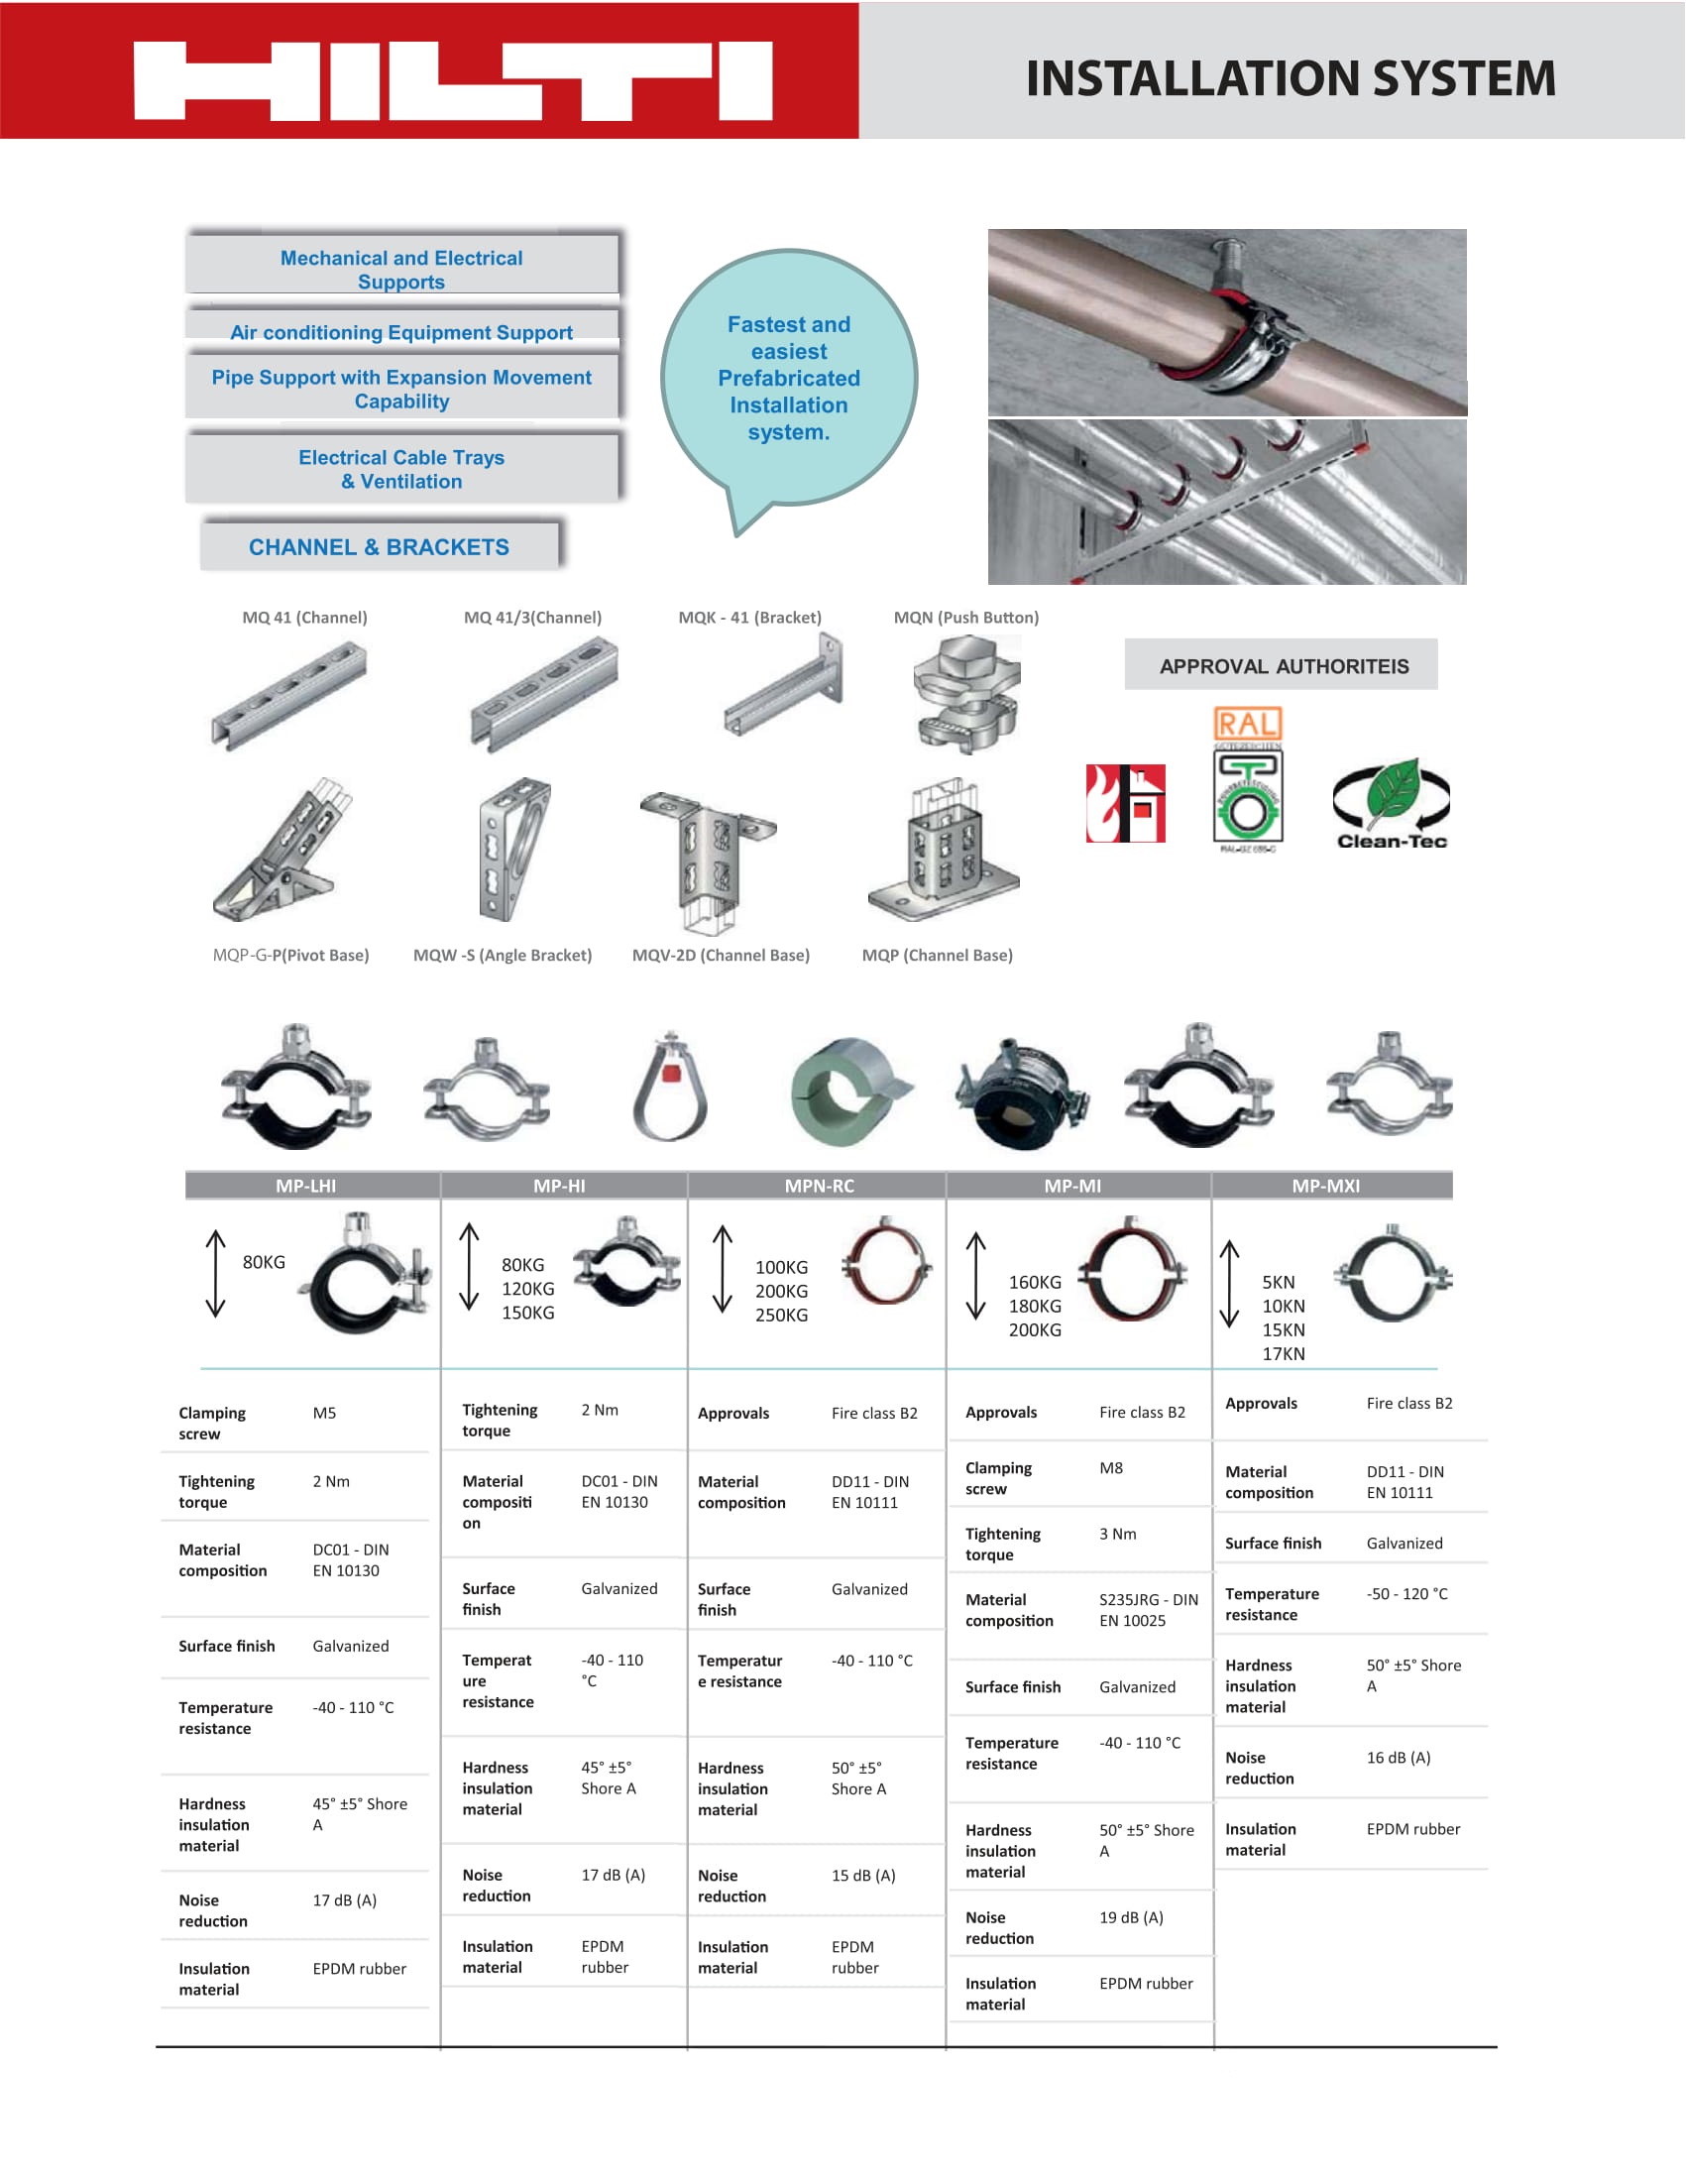 HILTI
INSTALLATION SYSTEM
Mechanical and Electrical
Supports
Air conditioning Equipment Support
Pipe Support with Expansion Movement
Capability
Electrical Cable Trays
& Ventilation
CHANNEL & BRACKETS
Fastest and
easiest
Prefabricated
Installation
system.
MQ 41 (Channel)
MQ 41/3(Channel)
MQK - 41 (Bracket)
MQN (Push Button)
APPROVAL AUTHORITEIS
RAL
GÜTEZEICHEN
RAL-GZ 655-C
Clean-Tec
MQP-G-P(Pivot Base)
MQW -S (Angle Bracket)
MQV-2D (Channel Base)
MQP (Channel Base)
MP-LHI
MP-HI
MPN-RC
MP-MI
MP-MXI
80KG
80KG
120KG
150KG
100KG
200KG
250KG
160KG
180KG
200KG
5KN
10KN
15KN
17KN
Clamping
screw
M5
Tightening
torque
2 Nm
Material
composition
DC01 - DIN
EN 10130
Surface finish
Galvanized
Temperature
resistance
-40 - 110 °C
Hardness
insulation
material
45° ±5° Shore
A
Noise
reduction
17 dB (A)
Insulation
material
EPDM rubber
Tightening
torque
2 Nm
Material
compositi
on
DC01 - DIN
EN 10130
Surface
finish
Galvanized
Temperat
ure
resistance
-40 - 110
°C
Hardness
insulation
material
45° ±5°
Shore A
Noise
reduction
17 dB (A)
Insulation
material
EPDM
rubber
Approvals
Fire class B2
Material
composition
DD11 - DIN
EN 10111
Surface
finish
Galvanized
Temperatur
e resistance
-40 - 110 °C
Hardness
insulation
material
50° ±5°
Shore A
Noise
reduction
15 dB (A)
Insulation
material
EPDM
rubber
Approvals
Fire class B2
Clamping
screw
M8
Tightening
torque
3 Nm
Material
composition
S235JRG - DIN
EN 10025
Surface finish
Galvanized
Temperature
resistance
-40 - 110 °C
Hardness
insulation
material
50° ±5° Shore
A
Noise
reduction
19 dB (A)
Insulation
material
EPDM rubber
Approvals
Fire class B2
Material
composition
DD11 - DIN
EN 10111
Surface finish
Galvanized
Temperature
resistance
-50 - 120 °C
Hardness
insulation
material
50° ±5° Shore
A
Noise
reduction
16 dB (A)
Insulation
material
EPDM rubber